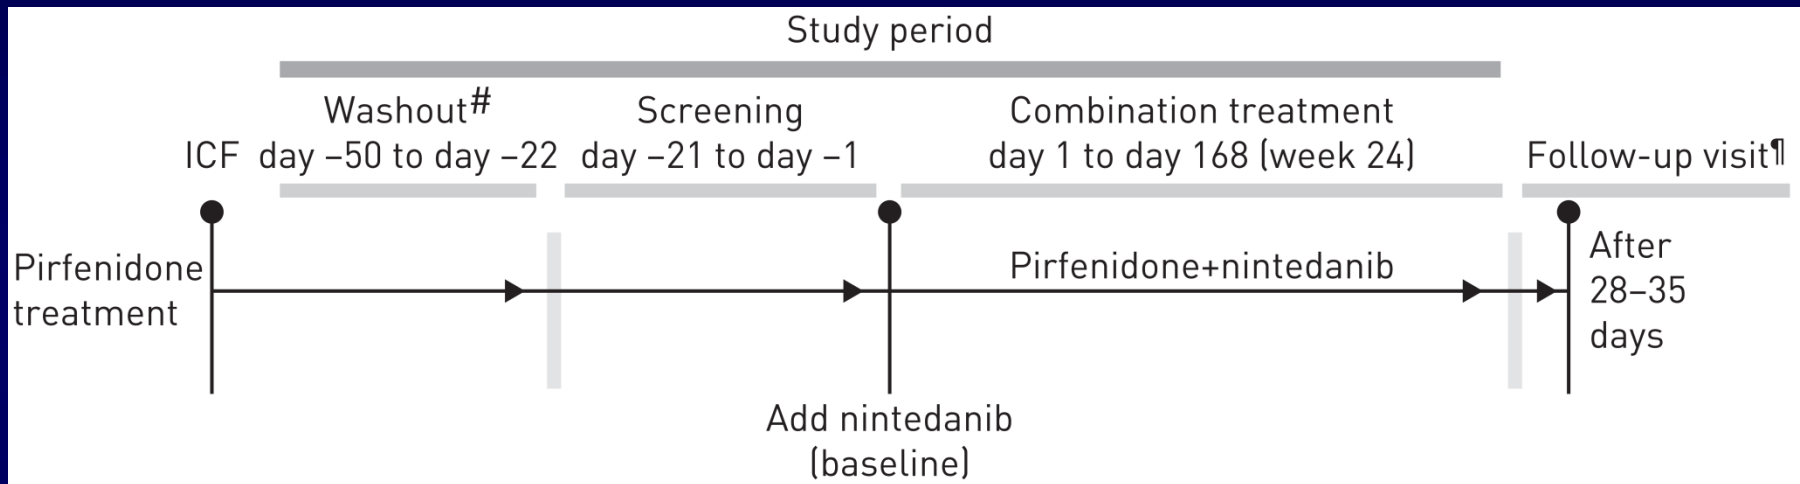 Study period
Washout#
Screening
Combination treatment
ICF
day –50 to day –22
day –21 to day –1
day 1 to day 168 (week 24)
Follow-up visit¶
Pirfenidone
treatment
Pirfenidone+nintedanib
After
28–35
days
Add nintedanib
(baseline)